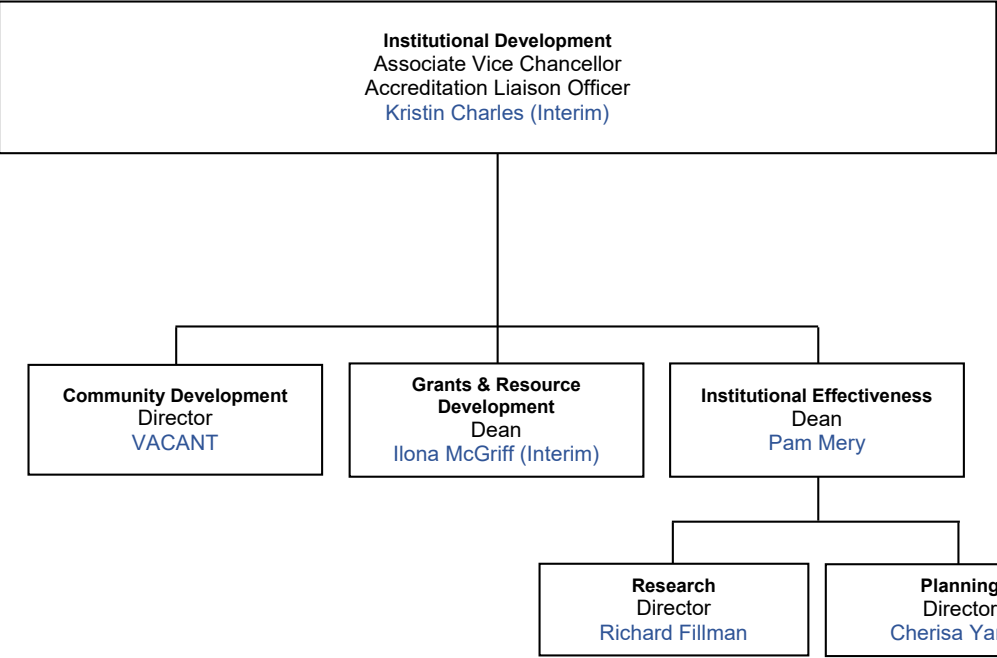 Institutional Development
Associate Vice Chancellor
Accreditation Liaison Officer
Kristin Charles (Interim)
Community Development
Director
VACANT
Grants & Resource
Development
Dean
Ilona McGriff (Interim)
Institutional Effectiveness
Dean
Pam Mery
Research
Director
Richard Fillman
Planning
Director
Cherisa